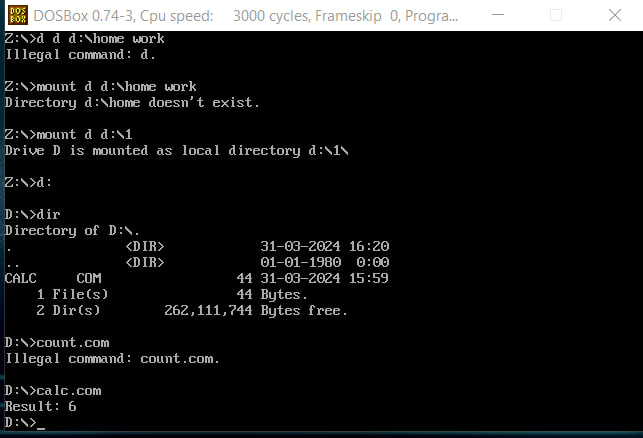 DOS BOX DOSBox 0.74-3, Cpu speed: 3000 cycles, Frameskip 0, Progra...
Z:\>d d d:\home work
Illegal command: d.
Z:\>mount d d:\home work
Directory d:\home doesn't exist.
Z:\>mount d d:\1
Drive D is mounted as local directory d:\1\
Z:\>d:
D:\>dir
Directory of D:\.
. <DIR> 31-03-2024 16:20
.. <DIR> 01-01-1980 0:00
CALC COM 44 31-03-2024 15:59
1 File(s) 44 Bytes.
2 Dir(s) 262,111,744 Bytes free.
D:\>count.com
Illegal command: count.com.
D:\>calc.com
Result: 6
D:\>_